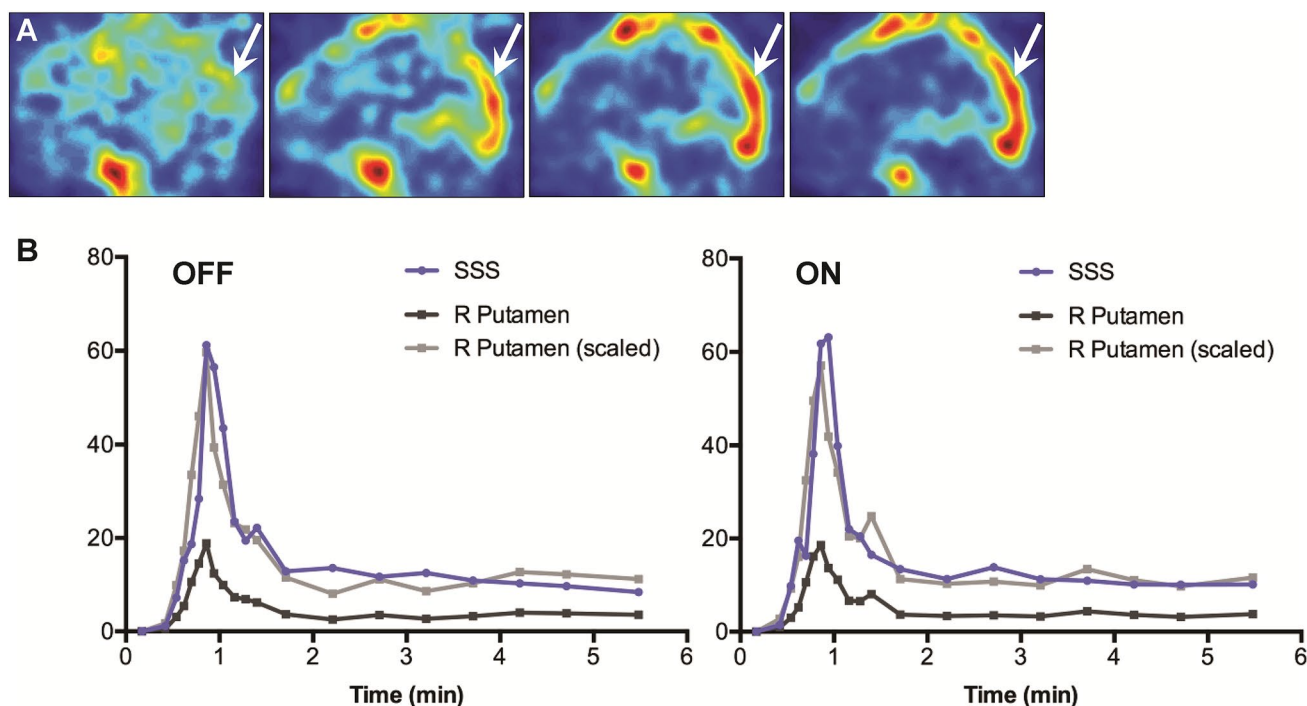 A
B
OFF
SSS
R Putamen
R Putamen (scaled)
80
60
40
20
0
0 1 2 3 4 5 6
Time (min)
ON
SSS
R Putamen
R Putamen (scaled)
80
60
40
20
0
0 1 2 3 4 5 6
Time (min)